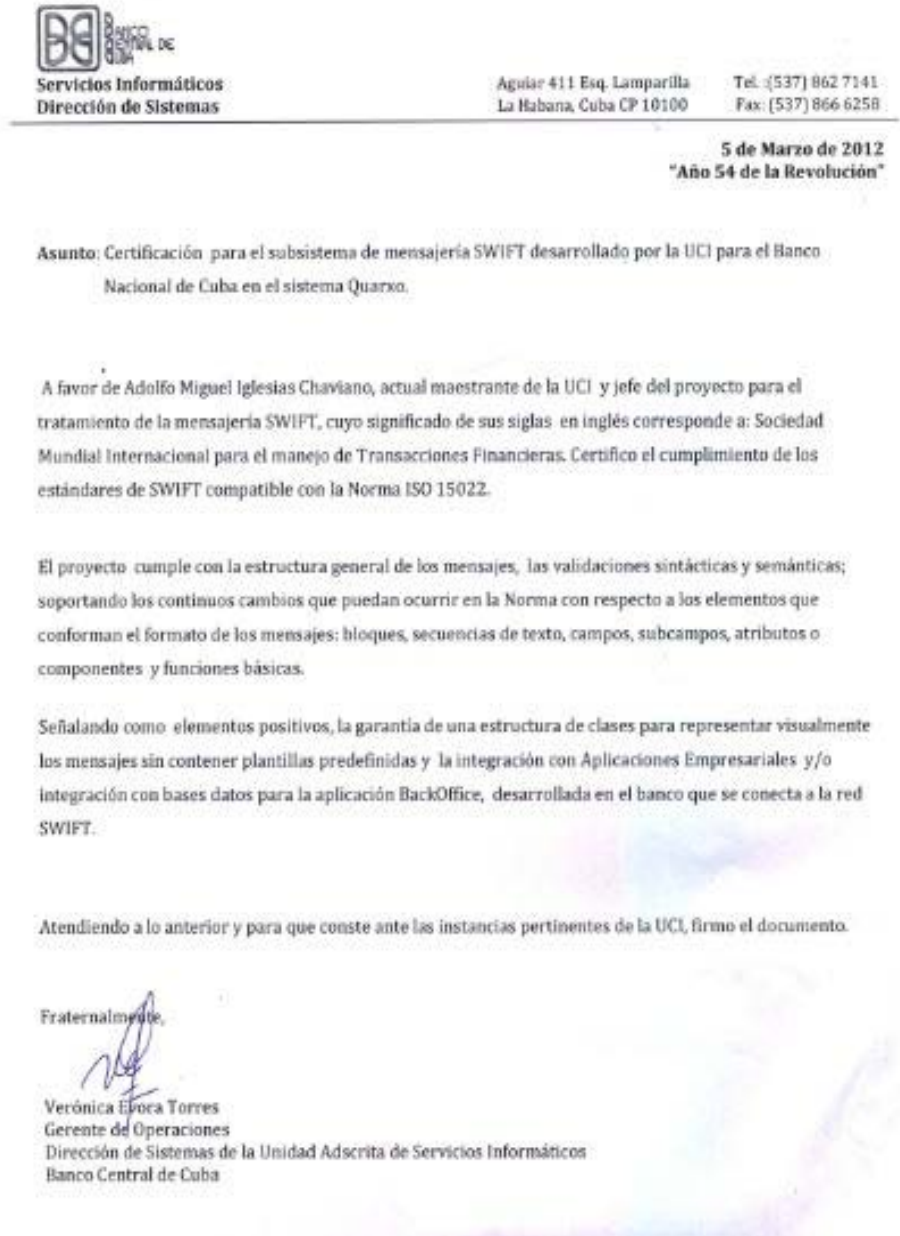 BANCO
CENTRAL DE
CUBA
Servicios Informáticos
Dirección de Sistemas
Aguiar 411 Esq. Lamparilla
La Habana, Cuba CP 10100
Tel. :(537) 862 7141
Fax: (537) 866 6258
5 de Marzo de 2012
"Año 54 de la Revolución"
Asunto: Certificación para el subsistema de mensajería SWIFT desarrollado por la UCI para el Banco
Nacional de Cuba en el sistema Quarxo.
A favor de Adolfo Miguel Iglesias Chaviano, actual maestrante de la UCI y jefe del proyecto para el
tratamiento de la mensajería SWIFT, cuyo significado de sus siglas en inglés corresponde a: Sociedad
Mundial Internacional para el manejo de Transacciones Financieras. Certifico el cumplimiento de los
estándares de SWIFT compatible con la Norma ISO 15022.
El proyecto cumple con la estructura general de los mensajes, las validaciones sintácticas y semánticas;
soportando los continuos cambios que puedan ocurrir en la Norma con respecto a los elementos que
conforman el formato de los mensajes: bloques, secuencias de texto, campos, subcampos, atributos o
componentes y funciones básicas.
Señalando como elementos positivos, la garantía de una estructura de clases para representar visualmente
los mensajes sin contener plantillas predefinidas y la integración con Aplicaciones Empresariales y/o
integración con bases datos para la aplicación BackOffice, desarrollada en el banco que se conecta a la red
SWIFT.
Atendiendo a lo anterior y para que conste ante las instancias pertinentes de la UCI, firmo el documento.
Fraternalmente,
Verónica Evora Torres
Gerente de Operaciones
Dirección de Sistemas de la Unidad Adscrita de Servicios Informáticos
Banco Central de Cuba